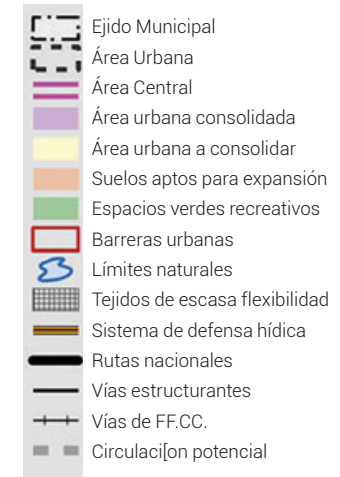 Ejido Municipal
Área Urbana
Área Central
Área urbana consolidada
Área urbana a consolidar
Suelos aptos para expansión
Espacios verdes recreativos
Barreras urbanas
Límites naturales
Tejidos de escasa flexibilidad
Sistema de defensa hídica
Rutas nacionales
Vías estructurantes
Vías de FF.CC.
Circulaci[on potencial